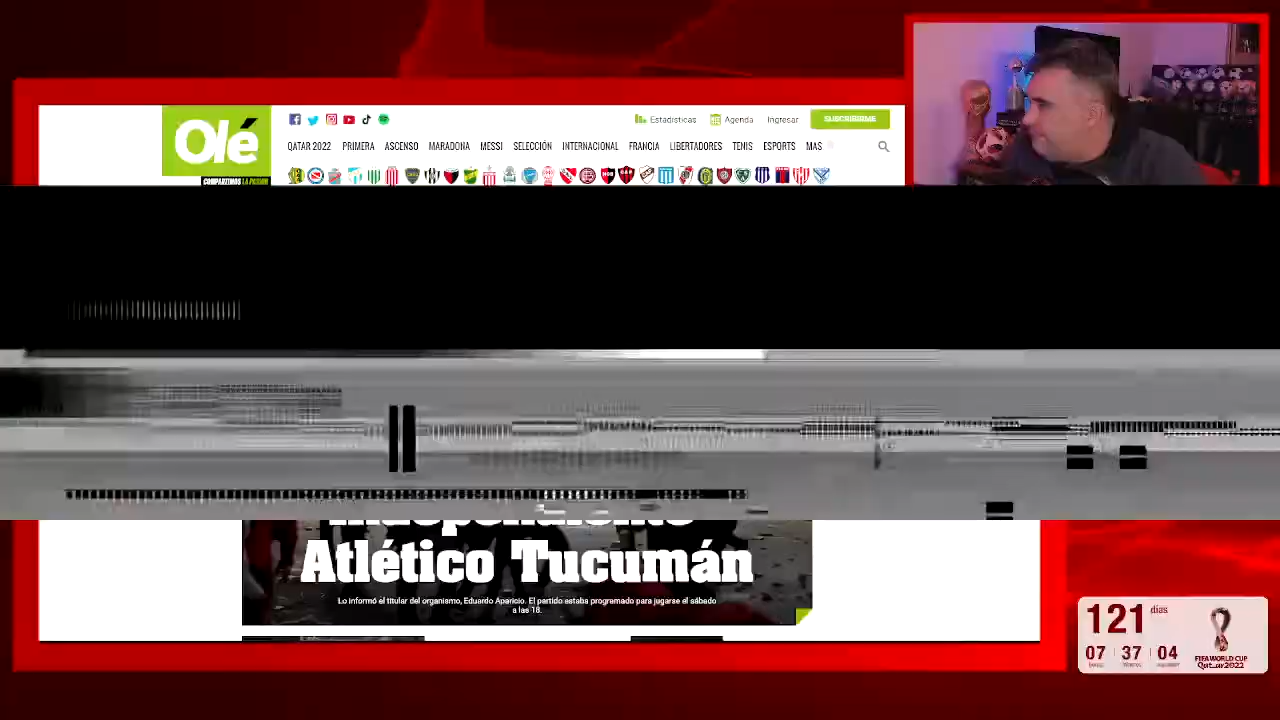 Olé
COMPARTIMOS LA PASIÓN
Estadísticas
Agenda
Ingresar
SUSCRIBIRME
QATAR 2022 PRIMERA ASCENSO MARADONA MESSI SELECCIÓN INTERNACIONAL FRANCIA LIBERTADORES TENIS ESPORTS MAS
Independiente
Atlético Tucumán
Lo informó el titular del organismo, Eduardo Aparicio. El partido estaba programado para jugarse el sábado
a las 18.
121 días
07 37 04
FIFA WORLD CUP
Qatar2022